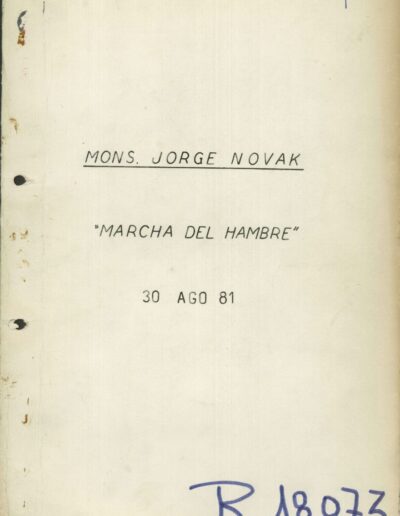 MONS. JORGE NOVAK
"MARCHA DEL HAMBRE"
30 AGO 81
R 18073